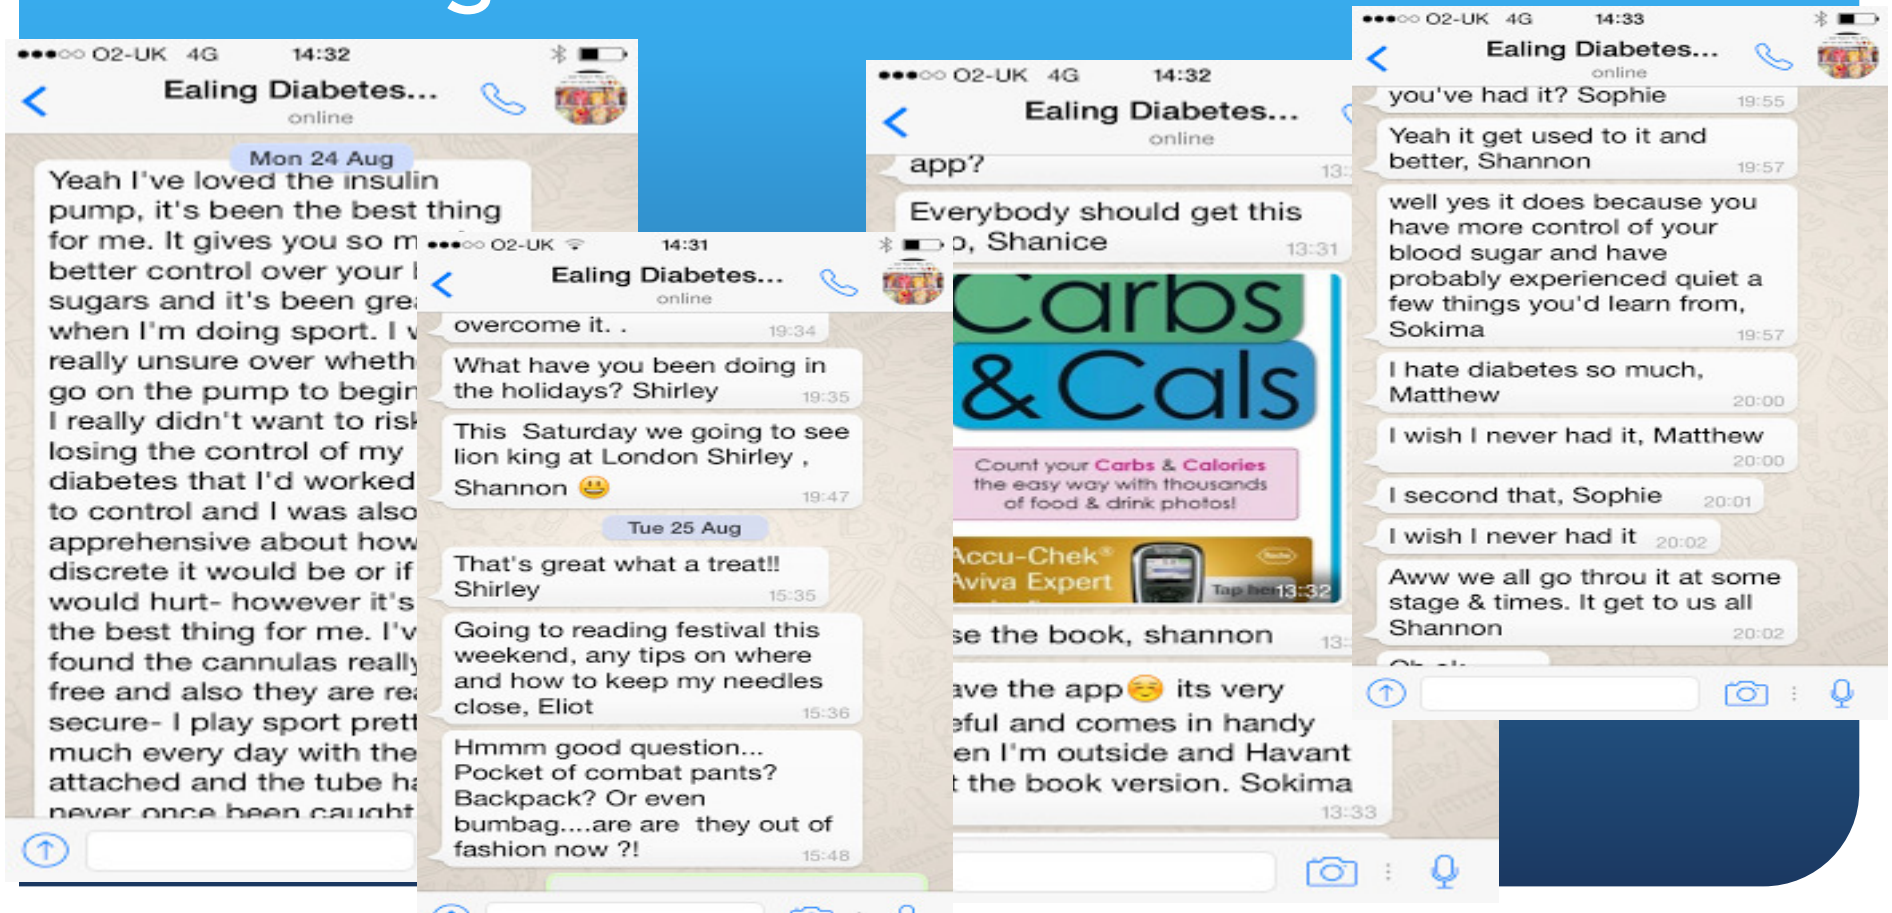 g
●●●○○ O2-UK 4G 14:32
Ealing Diabetes...
online
Mon 24 Aug
Yeah I've loved the insulin
pump, it's been the best thing
for me. It gives you so
better control over your
sugars and it's been
when I'm doing sport. I
really unsure over
go on the pump to
I really didn't want to
losing the control of my
diabetes that I'd worked
to control and I was also
apprehensive about how
discrete it would be or if
would hurt- however it's
the best thing for me.
found the cannulas
free and also they are
secure- I play sport
much every day with the
attached and the tube
never once been caught
●●●○○ O2-UK 14:31
Ealing Diabetes...
online
overcome it. . 19:34
What have you been doing in
the holidays? Shirley 19:35
This Saturday we going to see
lion king at London Shirley ,
Shannon 😃 19:47
Tue 25 Aug
That's great what a treat!!
Shirley 15:35
Going to reading festival this
weekend, any tips on where
and how to keep my needles
close, Eliot 15:36
Hmmm good question...
Pocket of combat pants?
Backpack? Or even
bumbag....are are they out of
fashion now ?! 15:48
●●●○○ O2-UK 4G 14:32
Ealing Diabetes...
online
app?
Everybody should get this
Shanice 13:31
Carbs
& Cals
Count your Carbs & Calories
the easy way with thousands
of food & drink photos!
Accu-Chek®
Aviva Expert
Tap 13:32
the book, shannon
the app☺️ its very
and comes in handy
I'm outside and Havant
the book version. Sokima
13:33
●●●○○ O2-UK 4G 14:33
Ealing Diabetes...
online
you've had it? Sophie 19:55
Yeah it get used to it and
better, Shannon 19:57
well yes it does because you
have more control of your
blood sugar and have
probably experienced quiet a
few things you'd learn from,
Sokima 19:57
I hate diabetes so much,
Matthew 20:00
I wish I never had it, Matthew
20:00
I second that, Sophie 20:01
I wish I never had it 20:02
Aww we all go throu it at some
stage & times. It get to us all
Shannon 20:02